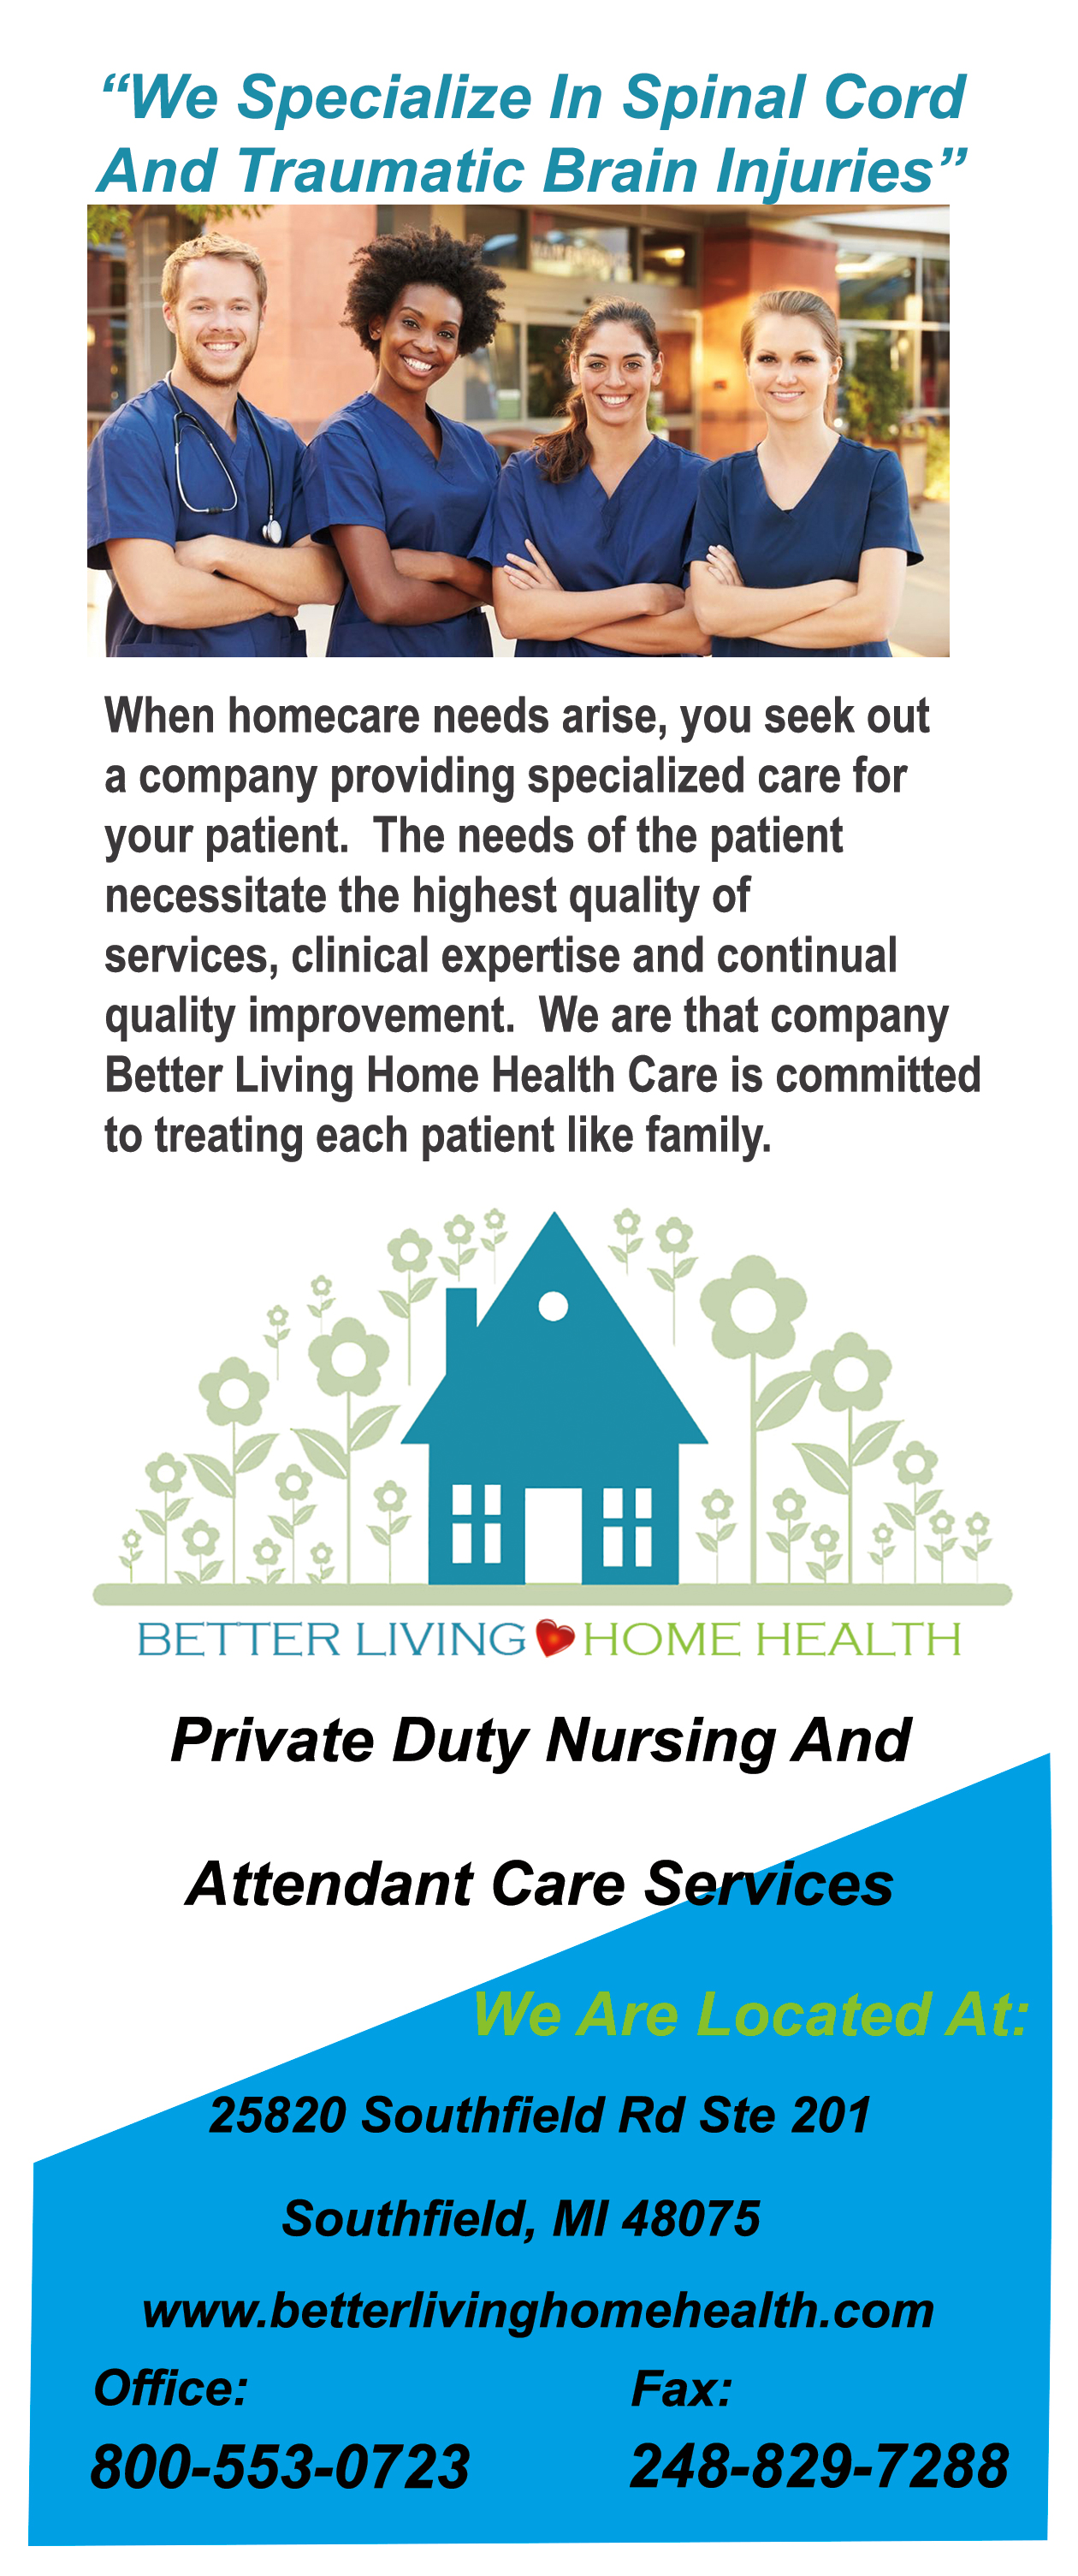 “We Specialize In Spinal Cord
And Traumatic Brain Injuries”
When homecare needs arise, you seek out
a company providing specialized care for
your patient.  The needs of the patient
necessitate the highest quality of
services, clinical expertise and continual
quality improvement.  We are that company
Better Living Home Health Care is committed
to treating each patient like family.
BETTER LIVING HOME HEALTH
Private Duty Nursing And
Attendant Care Services
We Are Located At:
25820 Southfield Rd Ste 201
Southfield, MI 48075
www.betterlivinghomehealth.com
Office:
Fax:
800-553-0723
248-829-7288